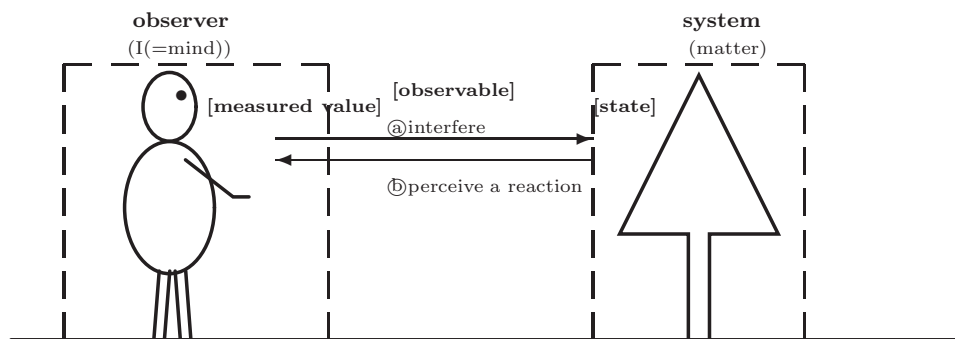 observer
(I(=mind))
system
(matter)
[observable]
[measured value]
[state]
ⓐinterfere
ⓑperceive a reaction